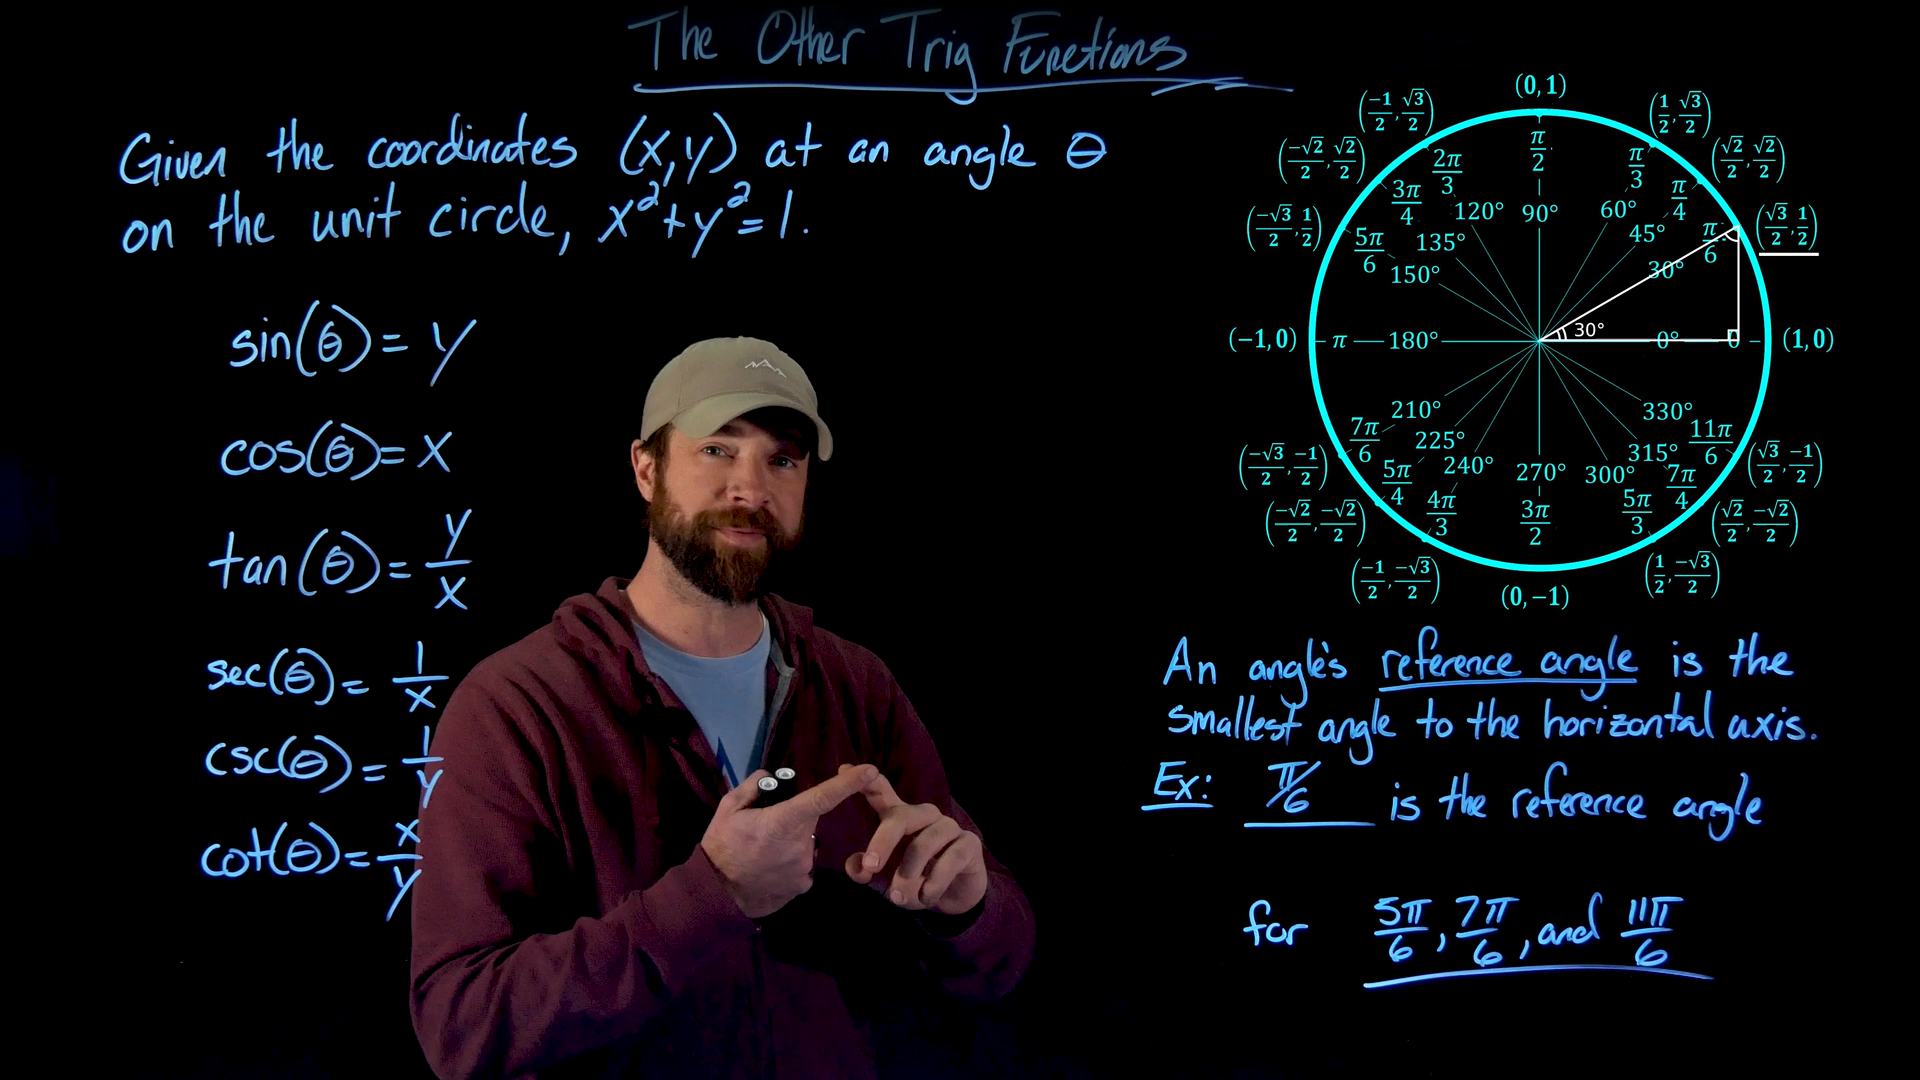 The Other Trig Functions
Given the coordinates (x,y) at an angle θ
on the unit circle, x²+y²=1.
sin(θ)= y
cos(θ)= x
tan(θ)= y/x
sec(θ)= 1/x
csc(θ)= 1/y
cot(θ)= x/y
(0,1)
(-1/2, √3/2)
(1/2, √3/2)
(-√2/2, √2/2)
(√2/2, √2/2)
(-√3/2, 1/2)
(√3/2, 1/2)
π/2
2π/3
π/3
3π/4
π/4
5π/6
π/6
120° 90° 60°
135° 45°
150° 30°
30°
(-1,0) π 180° 0° 0 (1,0)
210° 330°
225° 315°
240° 270° 300°
7π/6
11π/6
5π/4
7π/4
4π/3
3π/2
5π/3
(-√3/2, -1/2)
(√3/2, -1/2)
(-√2/2, -√2/2)
(√2/2, -√2/2)
(-1/2, -√3/2)
(1/2, -√3/2)
(0,-1)
An angle's reference angle is the
smallest angle to the horizontal axis.
Ex: π/6 is the reference angle
for 5π/6, 7π/6, and 11π/6